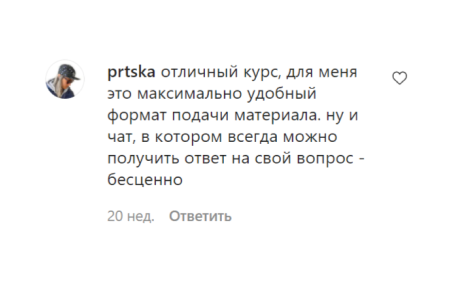 prtska отличный курс, для меня
это максимально удобный
формат подачи материала. ну и
чат, в котором всегда можно
получить ответ на свой вопрос -
бесценно
20 нед. Ответить